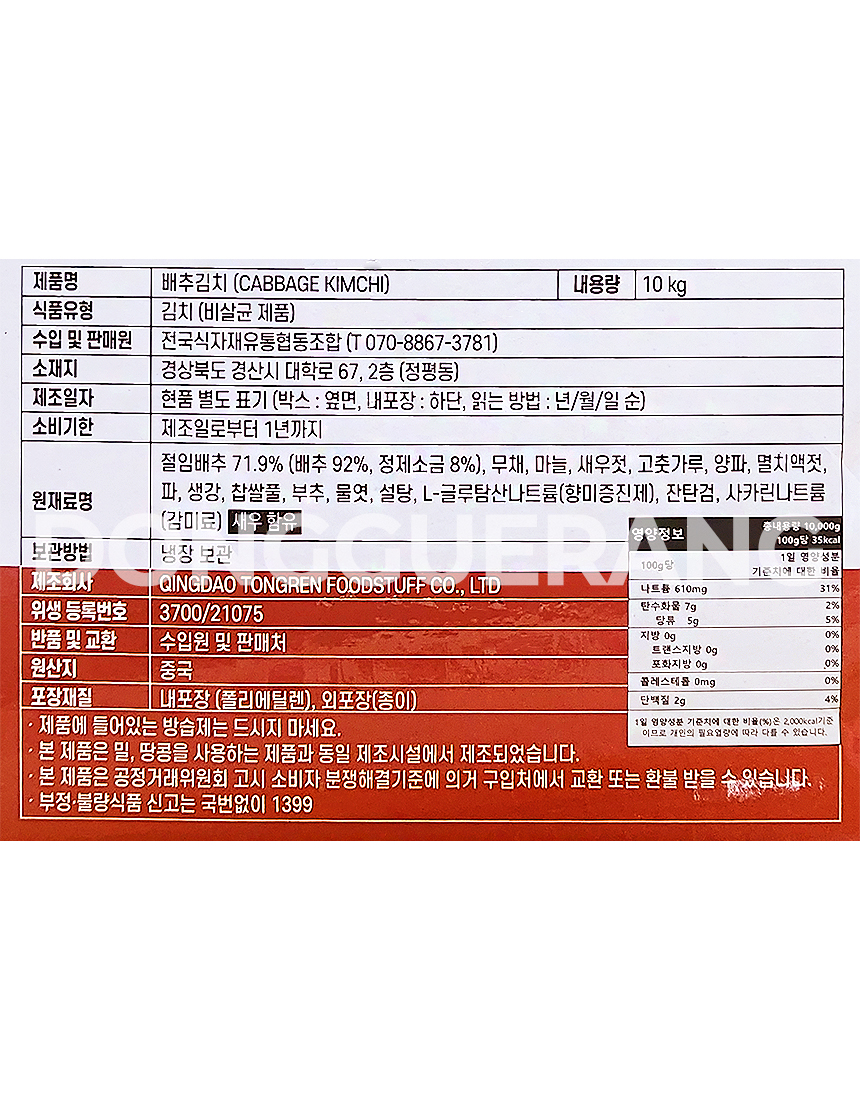 제품명 배추김치 (CABBAGE KIMCHI) 내용량 10 kg
식품유형 김치 (비살균 제품)
수입 및 판매원 전국식자재유통협동조합 (T 070-8867-3781)
소재지 경상북도 경산시 대학로 67, 2층 (정평동)
제조일자 현품 별도 표기 (박스 : 옆면, 내포장 : 하단, 읽는 방법 : 년/월/일 순)
소비기한 제조일로부터 1년까지
원재료명 절임배추 71.9% (배추 92%, 정제소금 8%), 무채, 마늘, 새우젓, 고춧가루, 양파, 멸치액젓,
파, 생강, 찹쌀풀, 부추, 물엿, 설탕, L-글루탐산나트륨(향미증진제), 잔탄검, 사카린나트륨
(감미료) 새우 함유
보관방법 냉장 보관
제조회사 QINGDAO TONGREN FOODSTUFF CO., LTD
위생 등록번호 3700/21075
반품 및 교환 수입원 및 판매처
원산지 중국
포장재질 내포장 (폴리에틸렌), 외포장(종이)
· 제품에 들어있는 방습제는 드시지 마세요.
· 본 제품은 밀, 땅콩을 사용하는 제품과 동일 제조시설에서 제조되었습니다.
· 본 제품은 공정거래위원회 고시 소비자 분쟁해결기준에 의거 구입처에서 교환 또는 환불 받을 수 있습니다.
· 부정·불량식품 신고는 국번없이 1399
영양정보 총내용량 10,000g
100g당 35kcal
100g당 1일 영양성분
기준치에 대한 비율
나트륨 610mg 31%
탄수화물 7g 2%
당류 5g 5%
지방 0g 0%
트랜스지방 0g 0%
포화지방 0g 0%
콜레스테롤 0mg 0%
단백질 2g 4%
1일 영양성분 기준치에 대한 비율(%)은 2,000kcal기준
이므로 개인의 필요열량에 따라 다를 수 있습니다.
DONGGUERANG